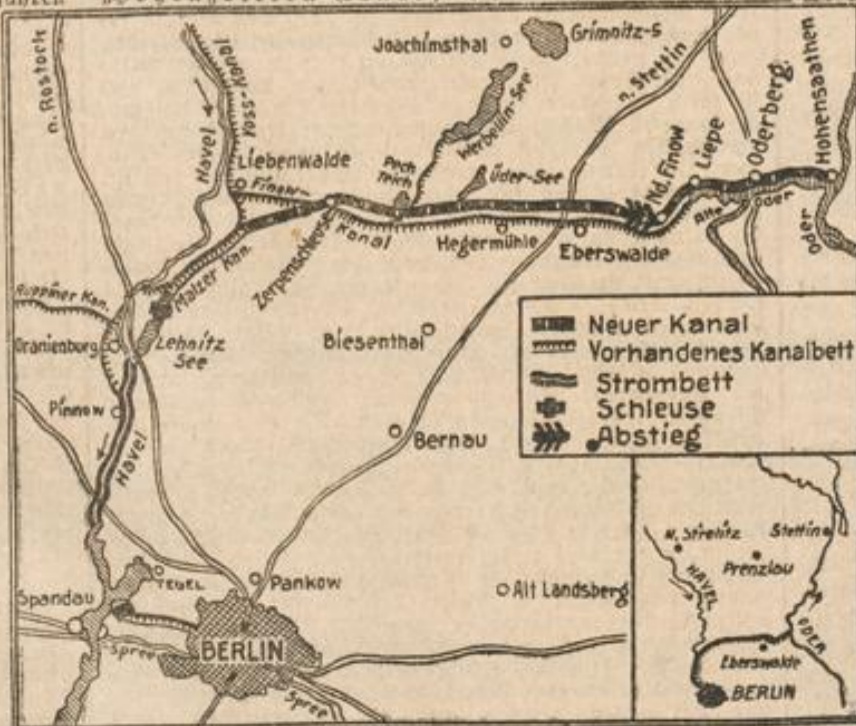 n. Rostock
Havel
Voss-Kanal
Joachimsthal
Grimnitz-S
Werbellin-See
n. Stettin
Liebenwalde
Finow-
Kanal
Pech
Teich
Üder-See
Nd. Finow
Liepe
Oderberg
Hohensaathen
Alte
Oder
Oder
Zerpenschleuse
Hegermühle
Eberswalde
Malzer Kan.
Ruppiner Kan.
Oranienburg
Lehnitz
See
Pinnow
Havel
Biesenthal
Bernau
Neuer Kanal
Vorhandenes Kanalbett
Strombett
Schleuse
Abstieg
TEGEL
Pankow
Spandau
Alt Landsberg
BERLIN
Spree
Spree
N. Strelitz
Stettin
Prenzlau
HAVEL
ODER
Eberswalde
BERLIN